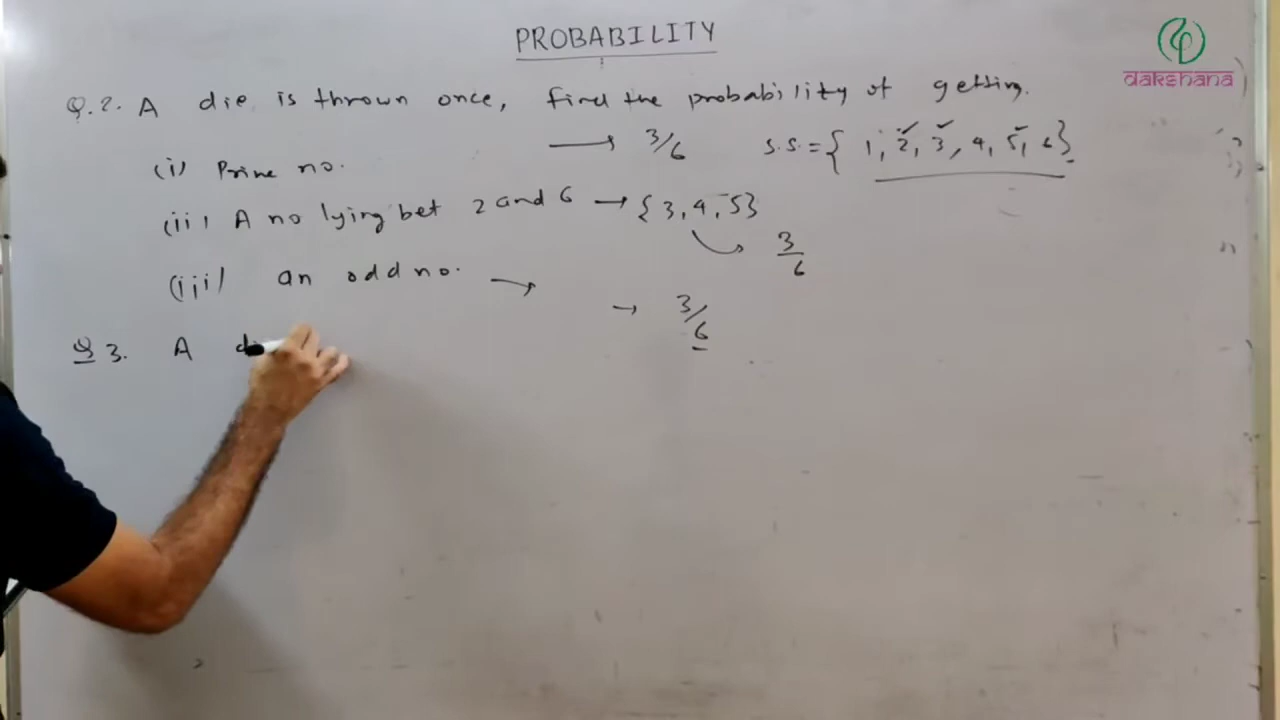 PROBABILITY
dakshana
Q.2. A die is thrown once, find the probability of getting.
(i) Prime no. → 3/6 S.S. = { 1, 2, 3, 4, 5, 6 }
(ii) A no lying bet 2 and 6 → { 3, 4, 5 }
3/6
(iii) an odd no. → → 3/6
Q 3. A di